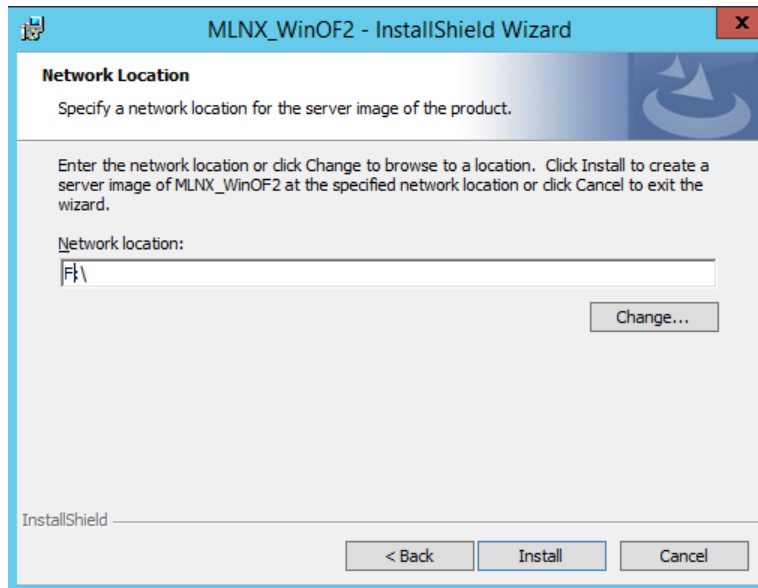 MLNX_WinOF2 - InstallShield Wizard
x
Network Location
Specify a network location for the server image of the product.
Enter the network location or click Change to browse to a location. Click Install to create a
server image of MLNX_WinOF2 at the specified network location or click Cancel to exit the
wizard.
Network location:
F:\
Change...
InstallShield
< Back
Install
Cancel